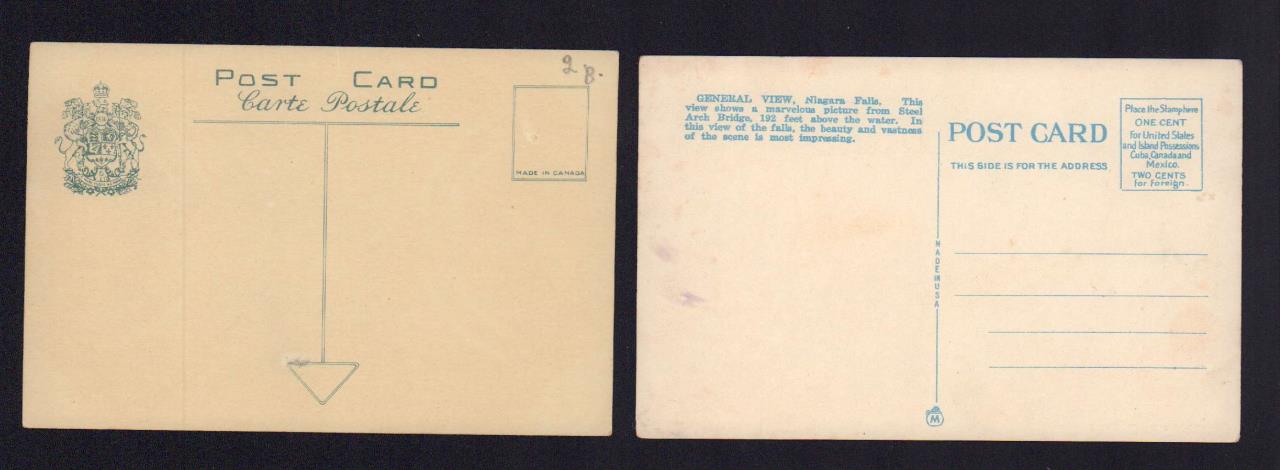 POST CARD
Carte Postale
2 8.
MADE IN CANADA
GENERAL VIEW, Niagara Falls. This
view shows a marvelous picture from Steel
Arch Bridge, 192 feet above the water. In
this view of the falls, the beauty and vastness
of the scene is most impressing.
POST CARD
THIS SIDE IS FOR THE ADDRESS
Place the Stamp here
ONE CENT
for United States
and Island Possessions
Cuba, Canada and
Mexico.
TWO CENTS
for Foreign.
MADE IN USA
M